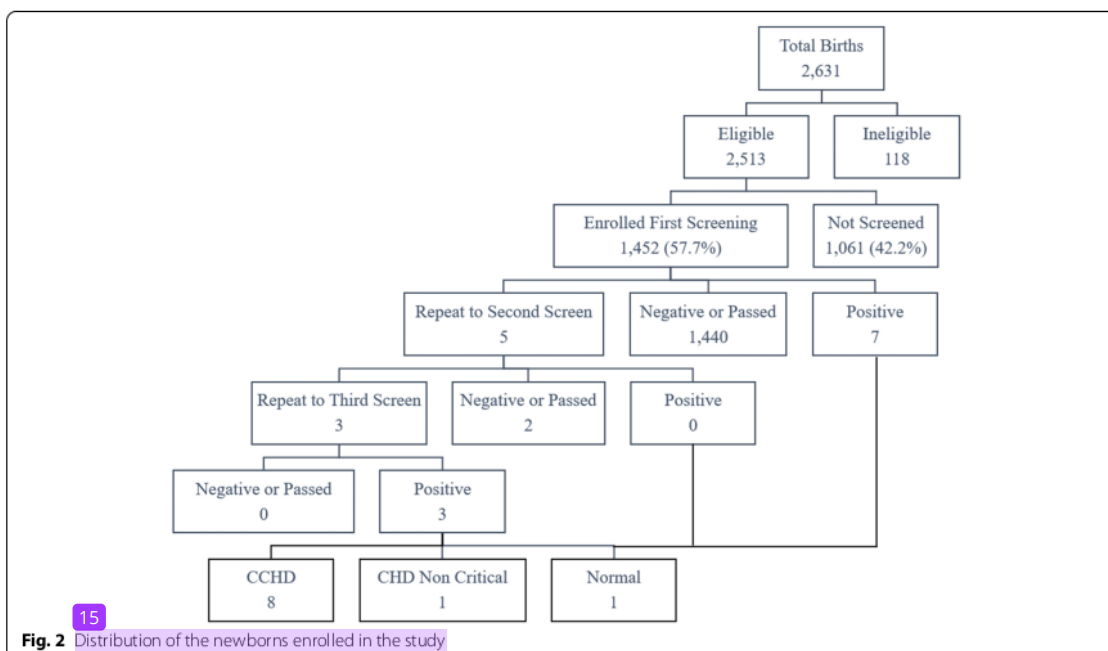 Total Births
2,631
Eligible
2,513
Ineligible
118
Enrolled First Screening
1,452 (57.7%)
Not Screened
1,061 (42.2%)
Repeat to Second Screen
5
Negative or Passed
1,440
Positive
7
Repeat to Third Screen
3
Negative or Passed
2
Positive
0
Negative or Passed
0
Positive
3
CCHD
8
CHD Non Critical
1
Normal
1
15
Fig. 2 Distribution of the newborns enrolled in the study